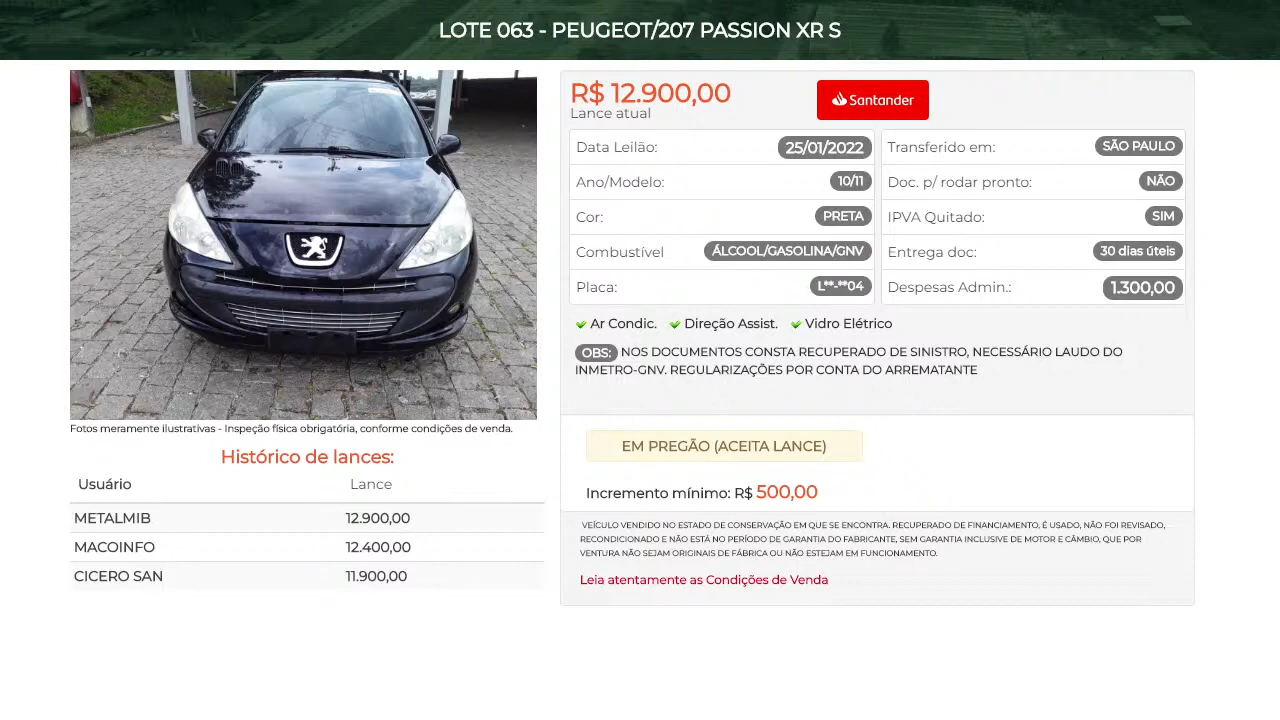 LOTE 063 - PEUGEOT/207 PASSION XR S
R$ 12.900,00
Lance atual
Santander
Data Leilão: 25/01/2022
Ano/Modelo: 10/11
Cor: PRETA
Combustível ÁLCOOL/GASOLINA/GNV
Placa: L**-**04
Transferido em: SÃO PAULO
Doc. p/ rodar pronto: NÃO
IPVA Quitado: SIM
Entrega doc: 30 dias úteis
Despesas Admin.: 1.300,00
Ar Condic. Direção Assist. Vidro Elétrico
OBS: NOS DOCUMENTOS CONSTA RECUPERADO DE SINISTRO, NECESSÁRIO LAUDO DO
INMETRO-GNV. REGULARIZAÇÕES POR CONTA DO ARREMATANTE
Fotos meramente ilustrativas - Inspeção física obrigatória, conforme condições de venda.
Histórico de lances:
Usuário Lance
METALMIB 12.900,00
MACOINFO 12.400,00
CICERO SAN 11.900,00
EM PREGÃO (ACEITA LANCE)
Incremento mínimo: R$ 500,00
VEÍCULO VENDIDO NO ESTADO DE CONSERVAÇÃO EM QUE SE ENCONTRA. RECUPERADO DE FINANCIAMENTO, É USADO, NÃO FOI REVISADO,
RECONDICIONADO E NÃO ESTÁ NO PERÍODO DE GARANTIA DO FABRICANTE, SEM GARANTIA INCLUSIVE DE MOTOR E CÂMBIO, QUE POR
VENTURA NÃO SEJAM ORIGINAIS DE FÁBRICA OU NÃO ESTEJAM EM FUNCIONAMENTO.
Leia atentamente as Condições de Venda